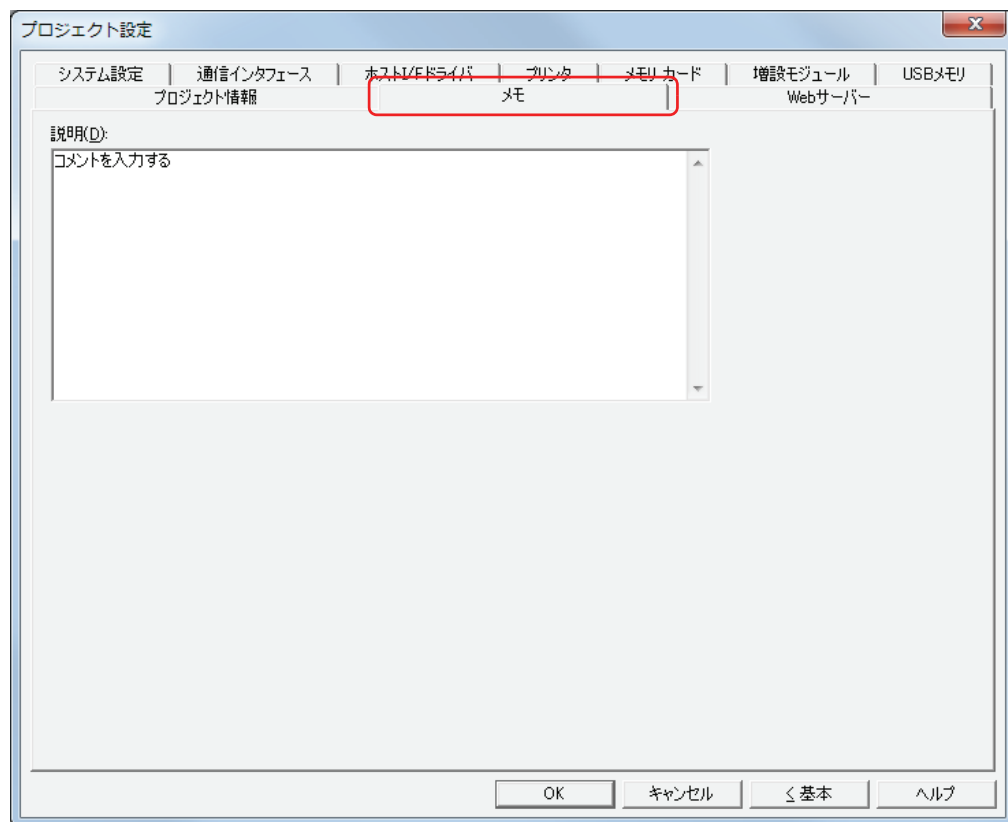 プロジェクト設定
システム設定 通信インタフェース ホストI/Fドライバ プリンタ メモリ カード 増設モジュール USBメモリ
プロジェクト情報 メモ Webサーバー
説明(D):
コメントを入力する
OK キャンセル < 基本 ヘルプ